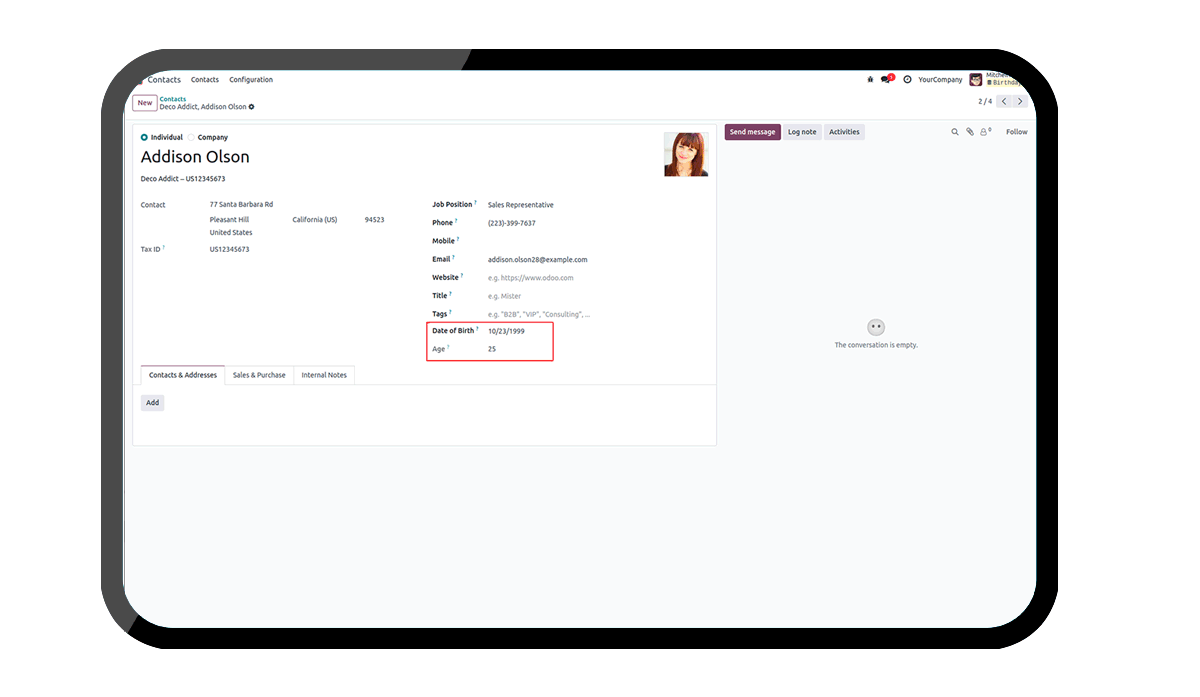 Contacts Contacts Configuration YourCompany
New Contacts
Deco Addict, Addison Olson 2 / 4
Individual Company
Addison Olson
Deco Addict – US12345673
Contact 77 Santa Barbara Rd
Pleasant Hill California (US) 94523
United States
Tax ID ? US12345673
Job Position ? Sales Representative
Phone ? (223)-399-7637
Mobile ?
Email ? addison.olson28@example.com
Website ? e.g. https://www.odoo.com
Title ? e.g. Mister
Tags ? e.g. "B2B", "VIP", "Consulting", ...
Date of Birth ? 10/23/1999
Age ? 25
Contacts & Addresses Sales & Purchase Internal Notes
Add
Send message Log note Activities 0 Follow
The conversation is empty.